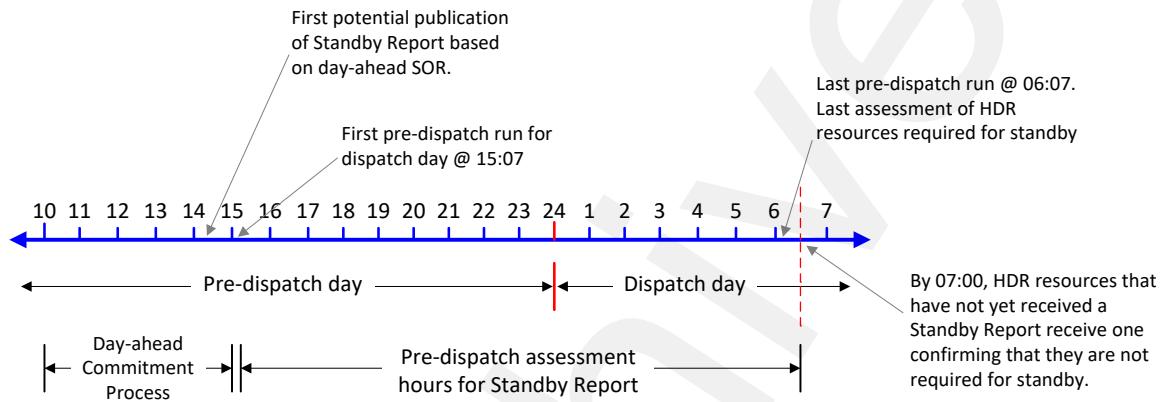 First potential publication
of Standby Report based
on day-ahead SOR.
First pre-dispatch run for
dispatch day @ 15:07
Last pre-dispatch run @ 06:07.
Last assessment of HDR
resources required for standby
10 11 12 13 14 15 16 17 18 19 20 21 22 23 24 1 2 3 4 5 6 7
Pre-dispatch day
Dispatch day
By 07:00, HDR resources that
have not yet received a
Standby Report receive one
confirming that they are not
required for standby.
Day-ahead
Commitment
Process
Pre-dispatch assessment
hours for Standby Report